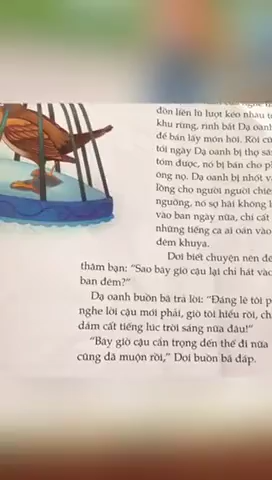 đồn liền lũ lượt kéo nhau
khu rừng, rình bắt Dạ oanh
để bán lấy món hời. Rồi
tối ngày Dạ oanh bị thợ
tóm được, nó bị bán cho
ông nọ. Dạ oanh bị nhốt
lồng cho người người
ngưỡng, nó sợ hãi không
vào ban ngày nữa, chỉ cất
những tiếng ca ai oán vào
đêm khuya.
Dơi biết chuyện nên
thăm bạn: “Sao bây giờ cậu lại chỉ hát vào
ban đêm?”
Dạ oanh buồn bã trả lời: “Đáng lẽ tôi
nghe lời cậu mới phải, giờ tôi hiểu rồi,
dám cất tiếng lúc trời sáng nữa đâu!”
“Bây giờ cậu cẩn trọng đến thế đi nữa
cũng đã muộn rồi,” Dơi buồn bã đáp.